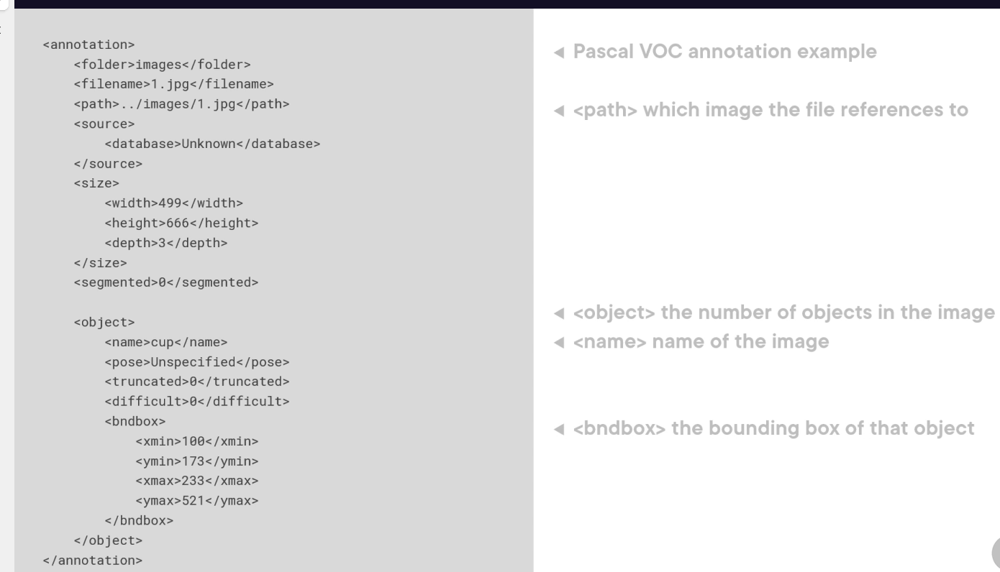 <annotation>
    <folder>images</folder>
    <filename>1.jpg</filename>
    <path>../images/1.jpg</path>
    <source>
        <database>Unknown</database>
    </source>
    <size>
        <width>499</width>
        <height>666</height>
        <depth>3</depth>
    </size>
    <segmented>0</segmented>
    <object>
        <name>cup</name>
        <pose>Unspecified</pose>
        <truncated>0</truncated>
        <difficult>0</difficult>
        <bndbox>
            <xmin>100</xmin>
            <ymin>173</ymin>
            <xmax>233</xmax>
            <ymax>521</ymax>
        </bndbox>
    </object>
</annotation>
◄ Pascal VOC annotation example
◄ <path> which image the file references to
◄ <object> the number of objects in the image
◄ <name> name of the image
◄ <bndbox> the bounding box of that object